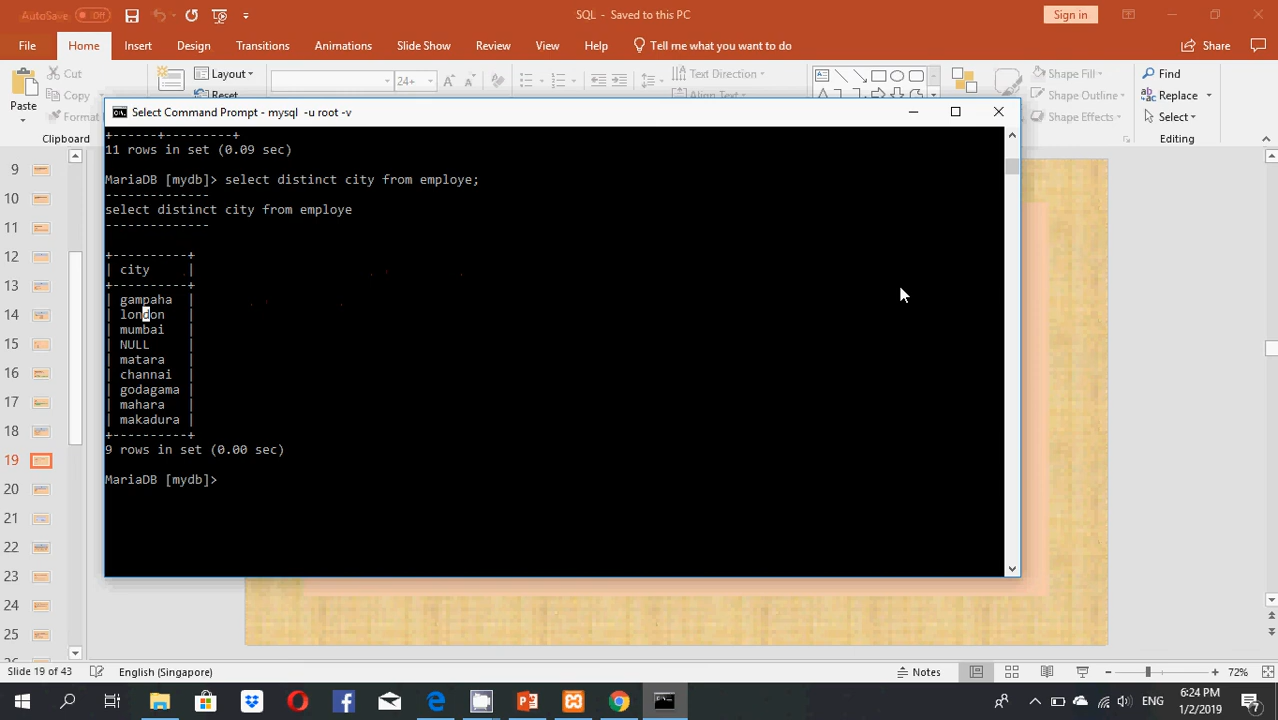 AutoSave Off
SQL - Saved to this PC
Sign in
File Home Insert Design Transitions Animations Slide Show Review View Help Tell me what you want to do Share
Paste
Cut
Copy
Format
Clipboard
Layout
Reset
24+
Text Direction
Align Text
Shape Fill
Shape Outline
Shape Effects
Find
Replace
Select
Editing
Select Command Prompt - mysql -u root -v
+------+---------+
11 rows in set (0.09 sec)
MariaDB [mydb]> select distinct city from employe;
--------------
select distinct city from employe
--------------
+----------+
| city |
+----------+
| gampaha |
| london |
| mumbai |
| NULL |
| matara |
| channai |
| godagama |
| mahara |
| makadura |
+----------+
9 rows in set (0.00 sec)
MariaDB [mydb]>
9
10
11
12
13
14
15
16
17
18
19
20
21
22
23
24
25
Slide 19 of 43 English (Singapore) Notes 72%
ENG
6:24 PM
1/2/2019
7